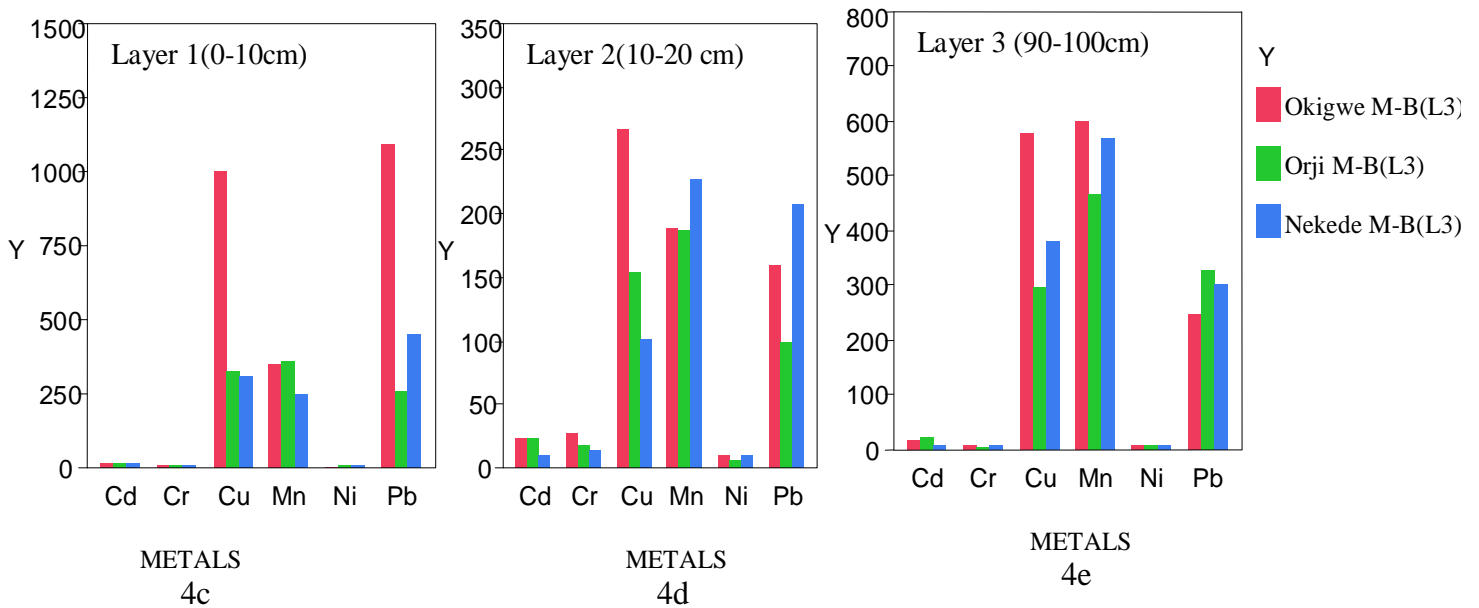 Layer 1(0-10cm)
1500
1250
1000
750
500
250
0
Y
Cd Cr Cu Mn Ni Pb
METALS
4c
Layer 2(10-20 cm)
350
300
250
200
150
100
50
0
Y
Cd Cr Cu Mn Ni Pb
METALS
4d
Layer 3 (90-100cm)
800
700
600
500
400
300
200
100
0
Y
Cd Cr Cu Mn Ni Pb
METALS
4e
Y
Okigwe M-B(L3)
Orji M-B(L3)
Nekede M-B(L3)